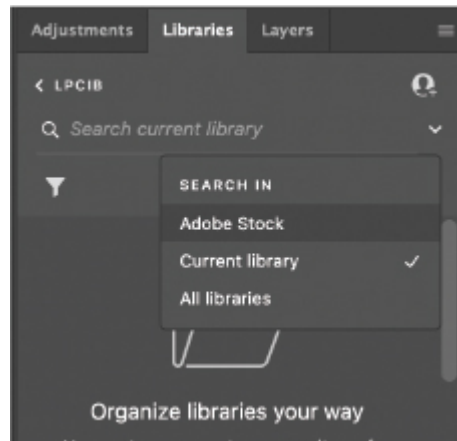 Adjustments Libraries Layers
< LPCIB
Search current library
SEARCH IN
Adobe Stock
Current library
All libraries
Organize libraries your way